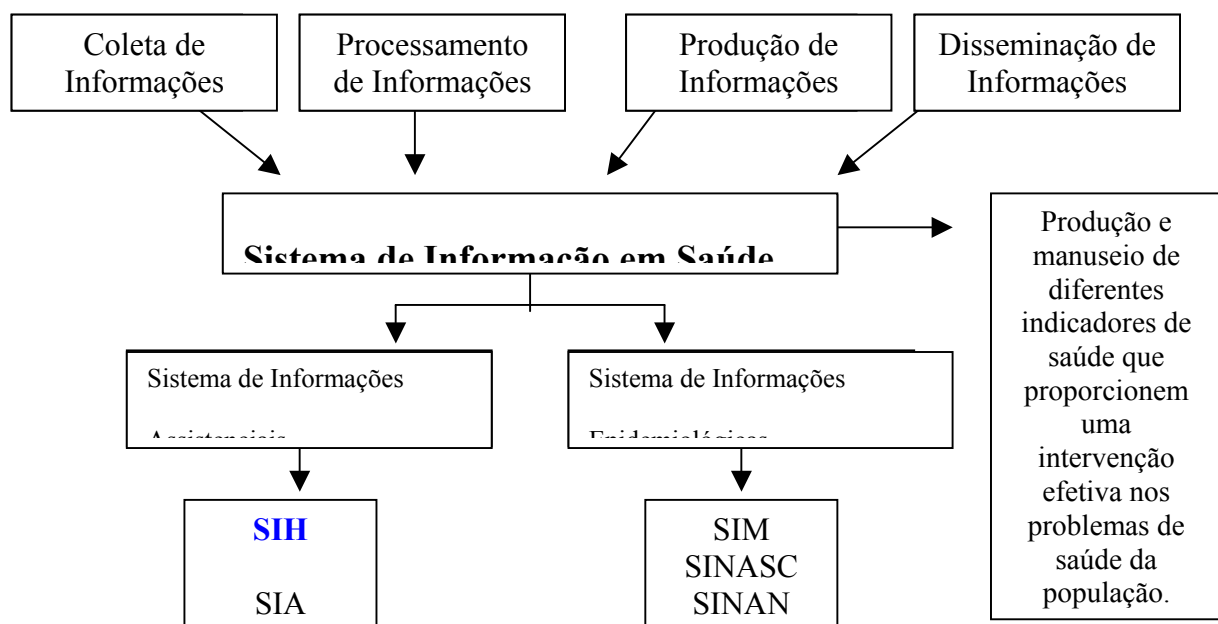 Coleta de
Informações
Processamento
de Informações
Produção de
Informações
Disseminação de
Informações
Sistema de Informação em Saúde
Produção e
manuseio de
diferentes
indicadores de
saúde que
proporcionem
uma
intervenção
efetiva nos
problemas de
saúde da
população.
Sistema de Informações
Assistenciais
Sistema de Informações
Epidemiológicas
SIH
SIA
SIM
SINASC
SINAN